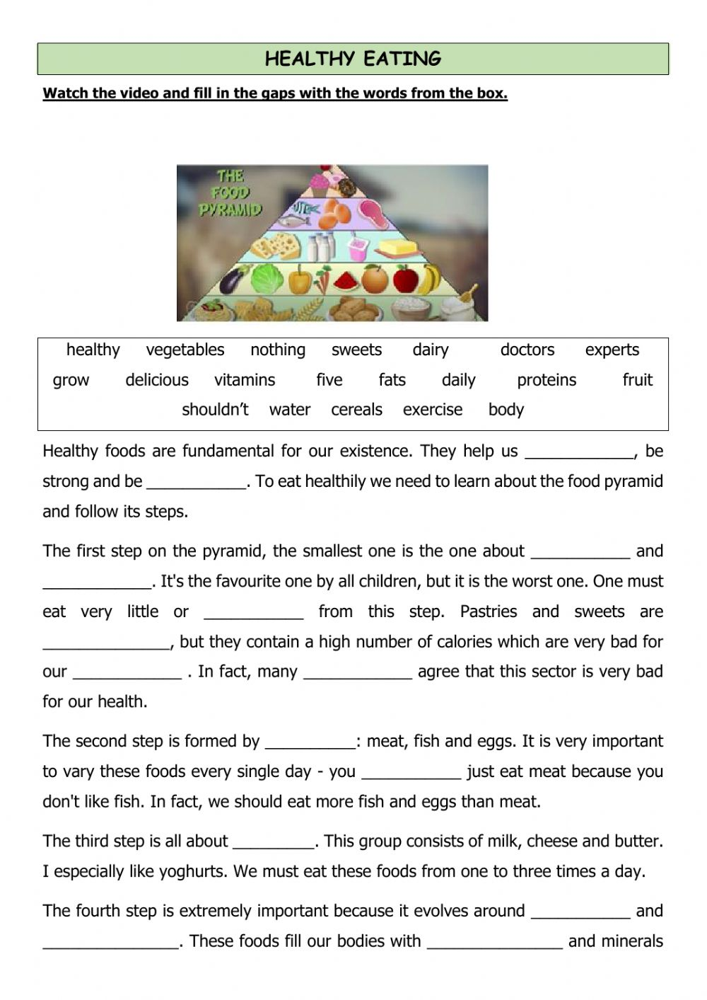 HEALTHY EATING
Watch the video and fill in the gaps with the words from the box.
THE
FOOD
PYRAMID
healthy vegetables nothing sweets dairy doctors experts
grow delicious vitamins five fats daily proteins fruit
shouldn't water cereals exercise body
Healthy foods are fundamental for our existence. They help us ____________, be
strong and be ___________. To eat healthily we need to learn about the food pyramid
and follow its steps.
The first step on the pyramid, the smallest one is the one about ___________ and
____________. It's the favourite one by all children, but it is the worst one. One must
eat very little or ___________ from this step. Pastries and sweets are
______________, but they contain a high number of calories which are very bad for
our ____________ . In fact, many ____________ agree that this sector is very bad
for our health.
The second step is formed by __________: meat, fish and eggs. It is very important
to vary these foods every single day - you ___________ just eat meat because you
don't like fish. In fact, we should eat more fish and eggs than meat.
The third step is all about _________. This group consists of milk, cheese and butter.
I especially like yoghurts. We must eat these foods from one to three times a day.
The fourth step is extremely important because it evolves around ___________ and
_______________. These foods fill our bodies with _______________ and minerals